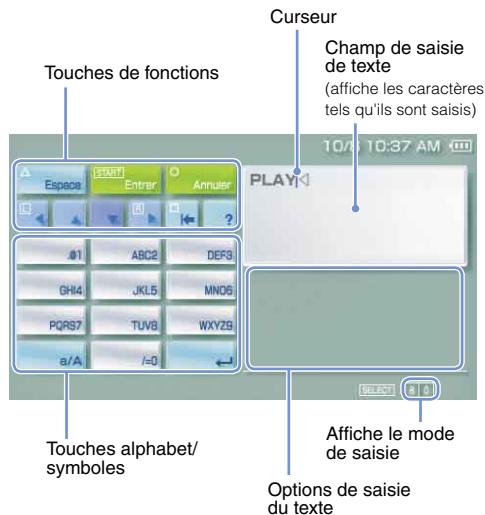 Curseur
Champ de saisie
de texte
(affiche les caractères
tels qu'ils sont saisis)
Touches de fonctions
10/8 10:37 AM
Espace
START
Entrer
Annuler
PLAY
L
R
?
.@1
ABC2
DEF3
GHI4
JKL5
MNO6
PQRS7
TUV8
WXYZ9
a/A
/=0
SELECT
Touches alphabet/
symboles
Affiche le mode
de saisie
Options de saisie
du texte